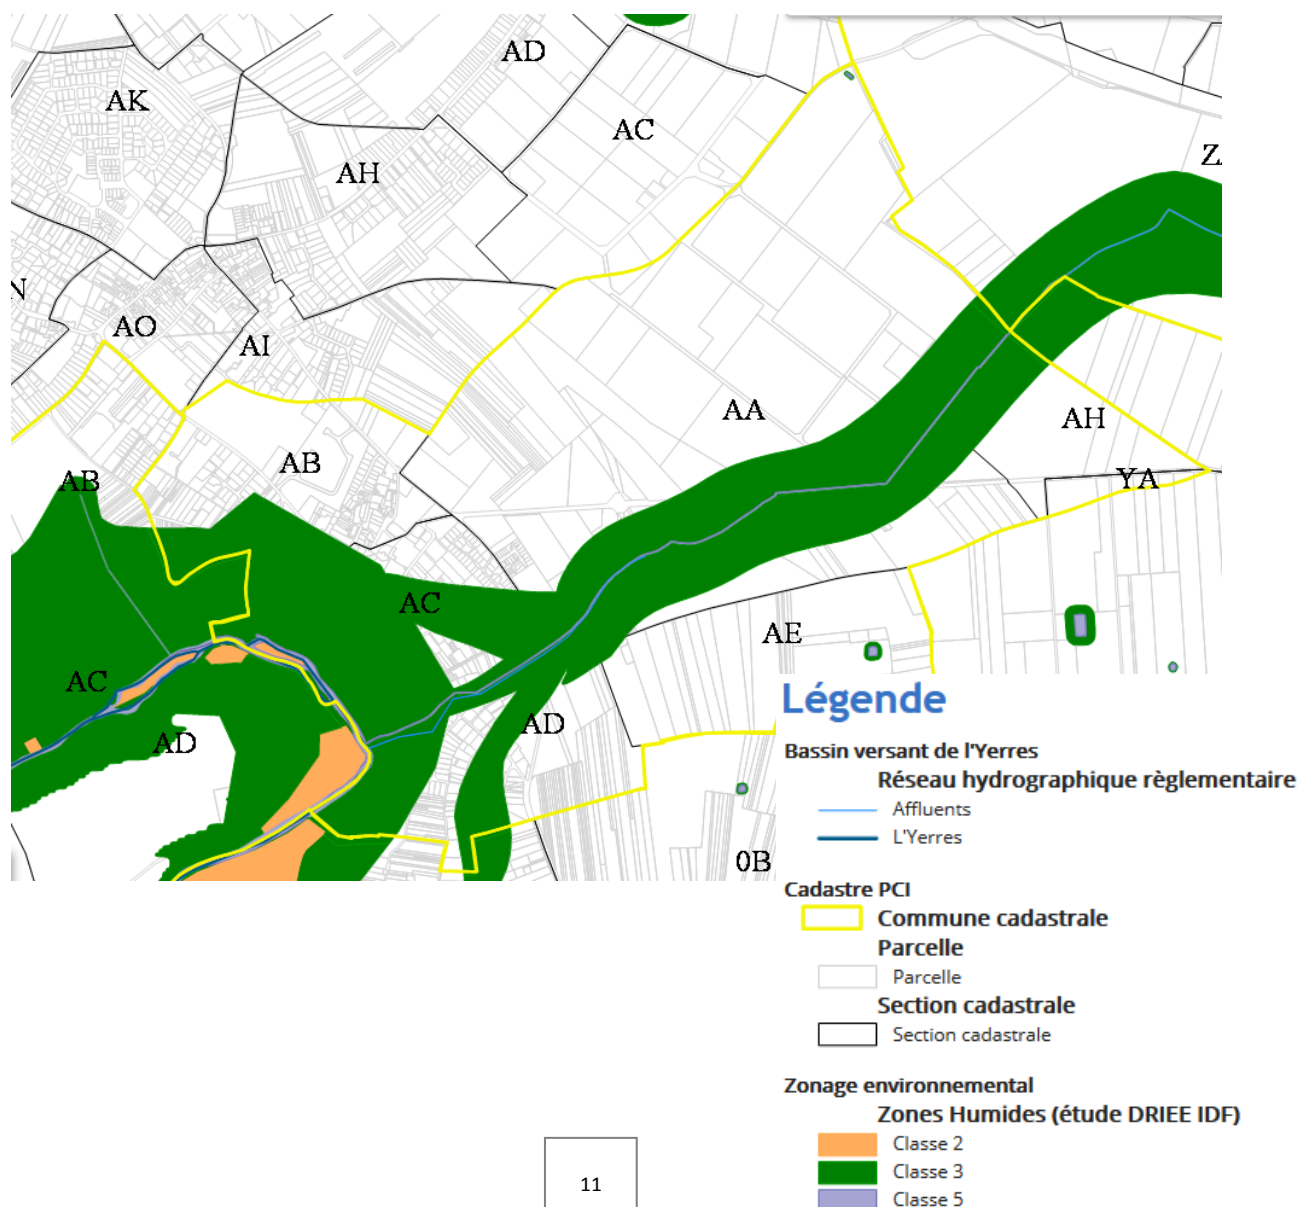 AD
AK
AC
AH
Z
N
AO
AI
AA
AH
AB
AB
YA
AC
AE
AC
AD
AD
0B
Légende
Bassin versant de l'Yerres
Réseau hydrographique règlementaire
Affluents
L'Yerres
Cadastre PCI
Commune cadastrale
Parcelle
Parcelle
Section cadastrale
Section cadastrale
Zonage environnemental
Zones Humides (étude DRIEE IDF)
Classe 2
Classe 3
Classe 5
11